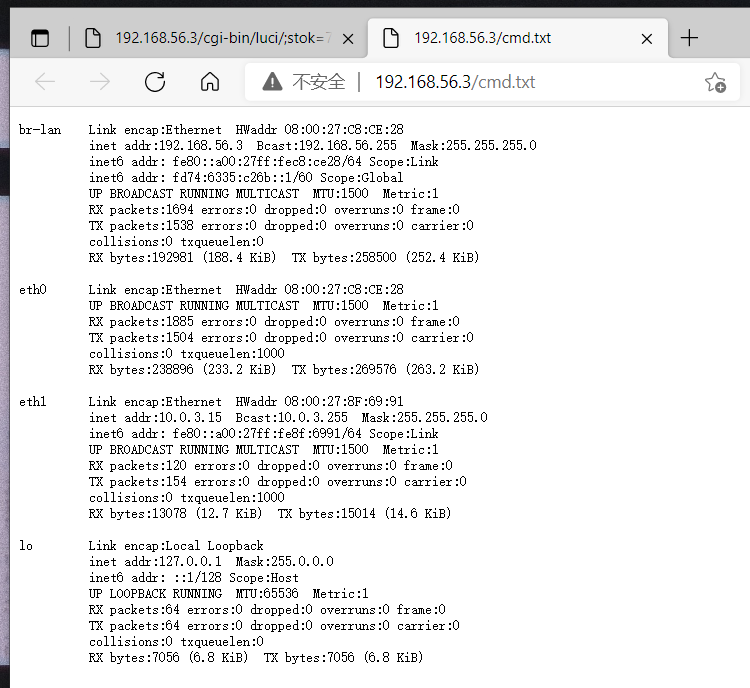 192.168.56.3/cgi-bin/luci/;stok=
192.168.56.3/cmd.txt
不安全 | 192.168.56.3/cmd.txt
br-lan Link encap:Ethernet HWaddr 08:00:27:C8:CE:28
inet addr:192.168.56.3 Bcast:192.168.56.255 Mask:255.255.255.0
inet6 addr: fe80::a00:27ff:fec8:ce28/64 Scope:Link
inet6 addr: fd74:6335:c26b::1/60 Scope:Global
UP BROADCAST RUNNING MULTICAST MTU:1500 Metric:1
RX packets:1694 errors:0 dropped:0 overruns:0 frame:0
TX packets:1538 errors:0 dropped:0 overruns:0 carrier:0
collisions:0 txqueuelen:0
RX bytes:192981 (188.4 KiB) TX bytes:258500 (252.4 KiB)
eth0 Link encap:Ethernet HWaddr 08:00:27:C8:CE:28
UP BROADCAST RUNNING MULTICAST MTU:1500 Metric:1
RX packets:1885 errors:0 dropped:0 overruns:0 frame:0
TX packets:1504 errors:0 dropped:0 overruns:0 carrier:0
collisions:0 txqueuelen:1000
RX bytes:238896 (233.2 KiB) TX bytes:269576 (263.2 KiB)
eth1 Link encap:Ethernet HWaddr 08:00:27:8F:69:91
inet addr:10.0.3.15 Bcast:10.0.3.255 Mask:255.255.255.0
inet6 addr: fe80::a00:27ff:fe8f:6991/64 Scope:Link
UP BROADCAST RUNNING MULTICAST MTU:1500 Metric:1
RX packets:120 errors:0 dropped:0 overruns:0 frame:0
TX packets:154 errors:0 dropped:0 overruns:0 carrier:0
collisions:0 txqueuelen:1000
RX bytes:13078 (12.7 KiB) TX bytes:15014 (14.6 KiB)
lo Link encap:Local Loopback
inet addr:127.0.0.1 Mask:255.0.0.0
inet6 addr: ::1/128 Scope:Host
UP LOOPBACK RUNNING MTU:65536 Metric:1
RX packets:64 errors:0 dropped:0 overruns:0 frame:0
TX packets:64 errors:0 dropped:0 overruns:0 carrier:0
collisions:0 txqueuelen:0
RX bytes:7056 (6.8 KiB) TX bytes:7056 (6.8 KiB)